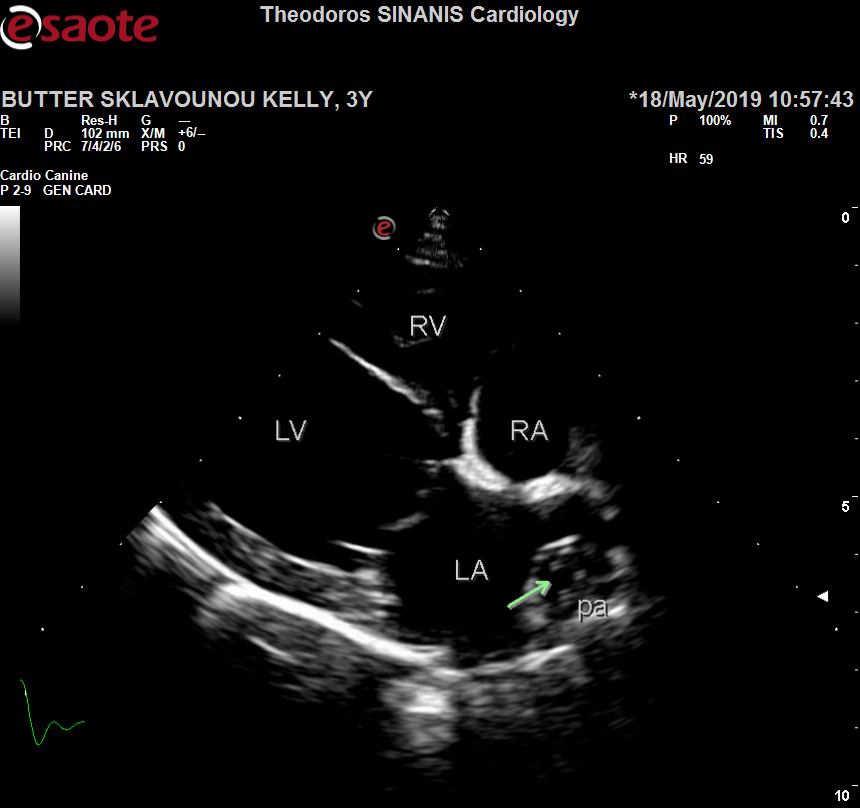 esaote
Theodoros SINANIS Cardiology
BUTTER SKLAVOUNOU KELLY, 3Y
*18/May/2019 10:57:43
B Res-H G ---
TEI D 102 mm X/M +6/--
PRC 7/4/2/6 PRS 0
P 100% MI 0.7
TIS 0.4
HR 59
Cardio Canine
P 2-9 GEN CARD
0
e
RV
LV
RA
5
LA
pa
10